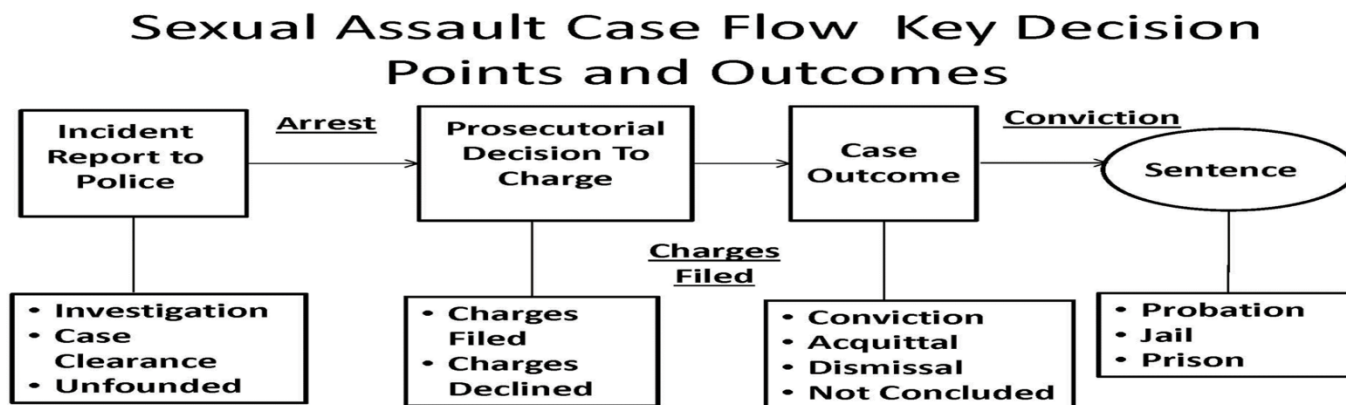 Sexual Assault Case Flow Key Decision
Points and Outcomes
Incident
Report to
Police
Arrest
Prosecutorial
Decision To
Charge
Charges
Filed
Case
Outcome
Conviction
Sentence
• Investigation
• Case
Clearance
• Unfounded
• Charges
Filed
• Charges
Declined
• Conviction
• Acquittal
• Dismissal
• Not Concluded
• Probation
• Jail
• Prison